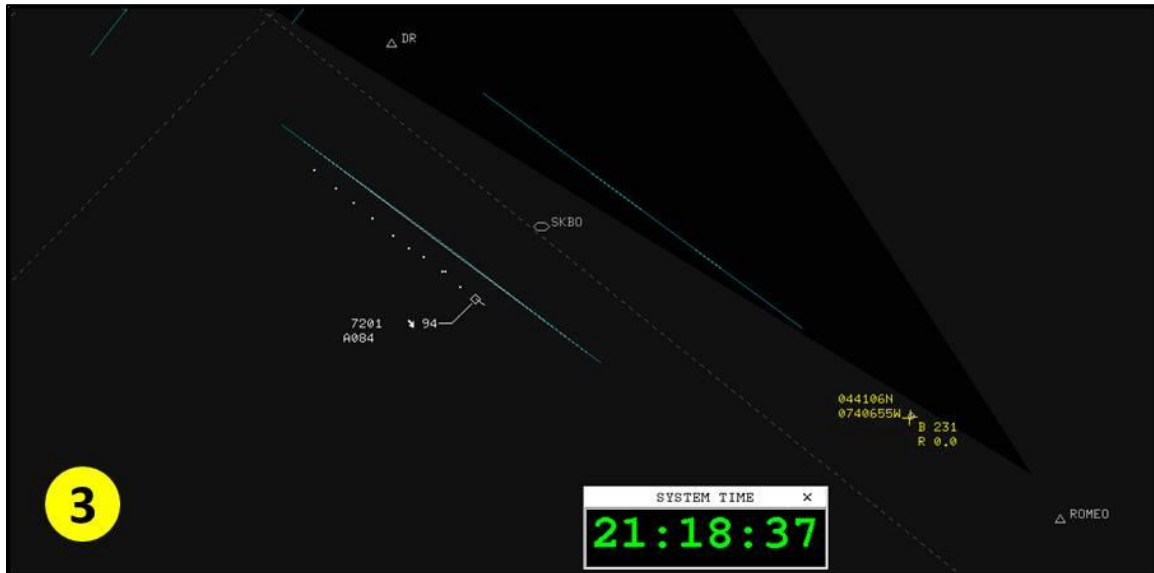 DR
SKBO
7201 94
A084
044106N
0740655W
B 231
R 0.0
3
SYSTEM TIME ×
21:18:37
ROMEO